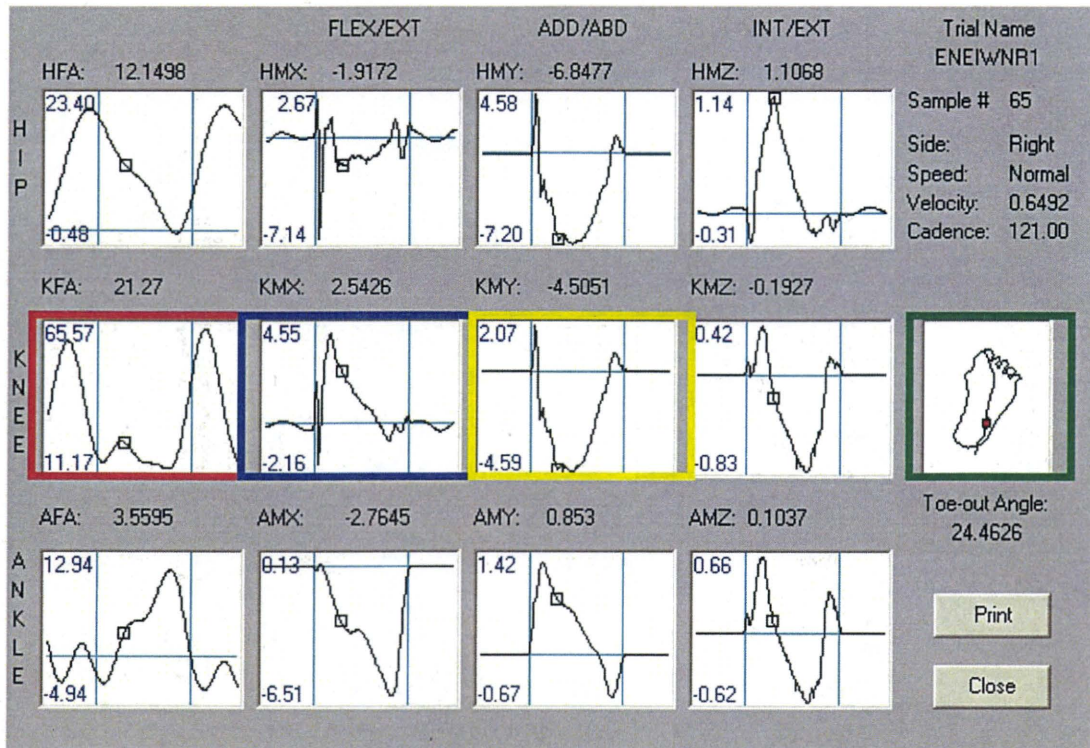 FLEX/EXT ADD/ABD INT/EXT Trial Name
ENEIWNR1
HFA: 12.1498 HMX: -1.9172 HMY: -6.8477 HMZ: 1.1068
Sample # 65
23.40 2.67 4.58 1.14
HIP
Side: Right
Speed: Normal
Velocity: 0.6492
Cadence: 121.00
-0.48 -7.14 -7.20 -0.31
KFA: 21.27 KMX: 2.5426 KMY: -4.5051 KMZ: -0.1927
65.57 4.55 2.07 0.42
KNEE
11.17 -2.16 -4.59 -0.83
Toe-out Angle:
24.4626
AFA: 3.5595 AMX: -2.7645 AMY: 0.853 AMZ: 0.1037
12.94 0.13 1.42 0.66
ANKLE
-4.94 -6.51 -0.67 -0.62
Print
Close